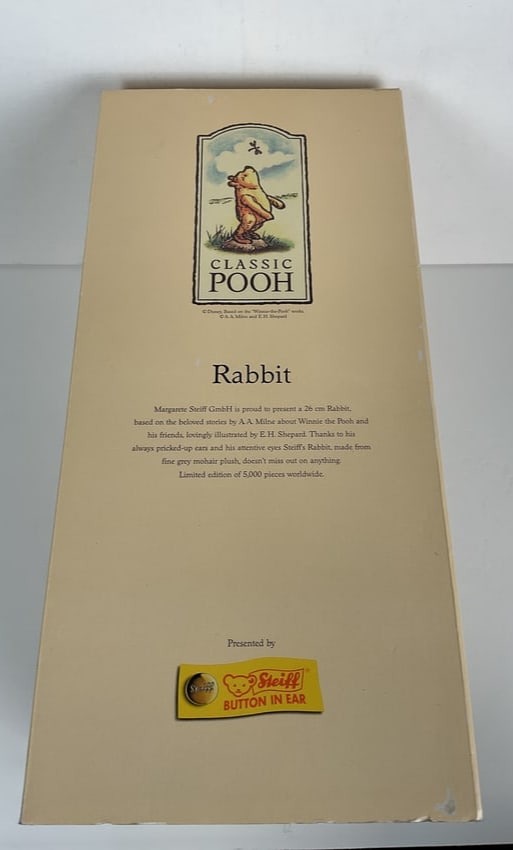 CLASSIC
POOH
© Disney. Based on the "Winnie-the-Pooh" works,
© A.A. Milne and E.H. Shepard
Rabbit
Margarete Steiff GmbH is proud to present a 26 cm Rabbit,
based on the beloved stories by A.A. Milne about Winnie the Pooh and
his friends, lovingly illustrated by E.H. Shepard. Thanks to his
always pricked-up ears and his attentive eyes Steiff's Rabbit, made from
fine grey mohair plush, doesn't miss out on anything.
Limited edition of 5,000 pieces worldwide.
Presented by
Steiff
Steiff®
BUTTON IN EAR